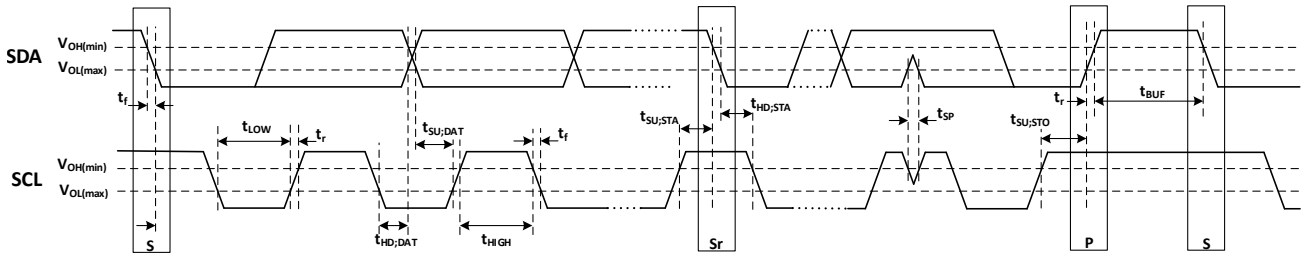 SDA
VOH(min)
VOL(max)
tf
tLOW
tr
tSU;DAT
tf
tSU;STA
tHD;STA
tSP
tSU;STO
tr
tBUF
SCL
VOH(min)
VOL(max)
tHD;DAT
tHIGH
S
Sr
P
S